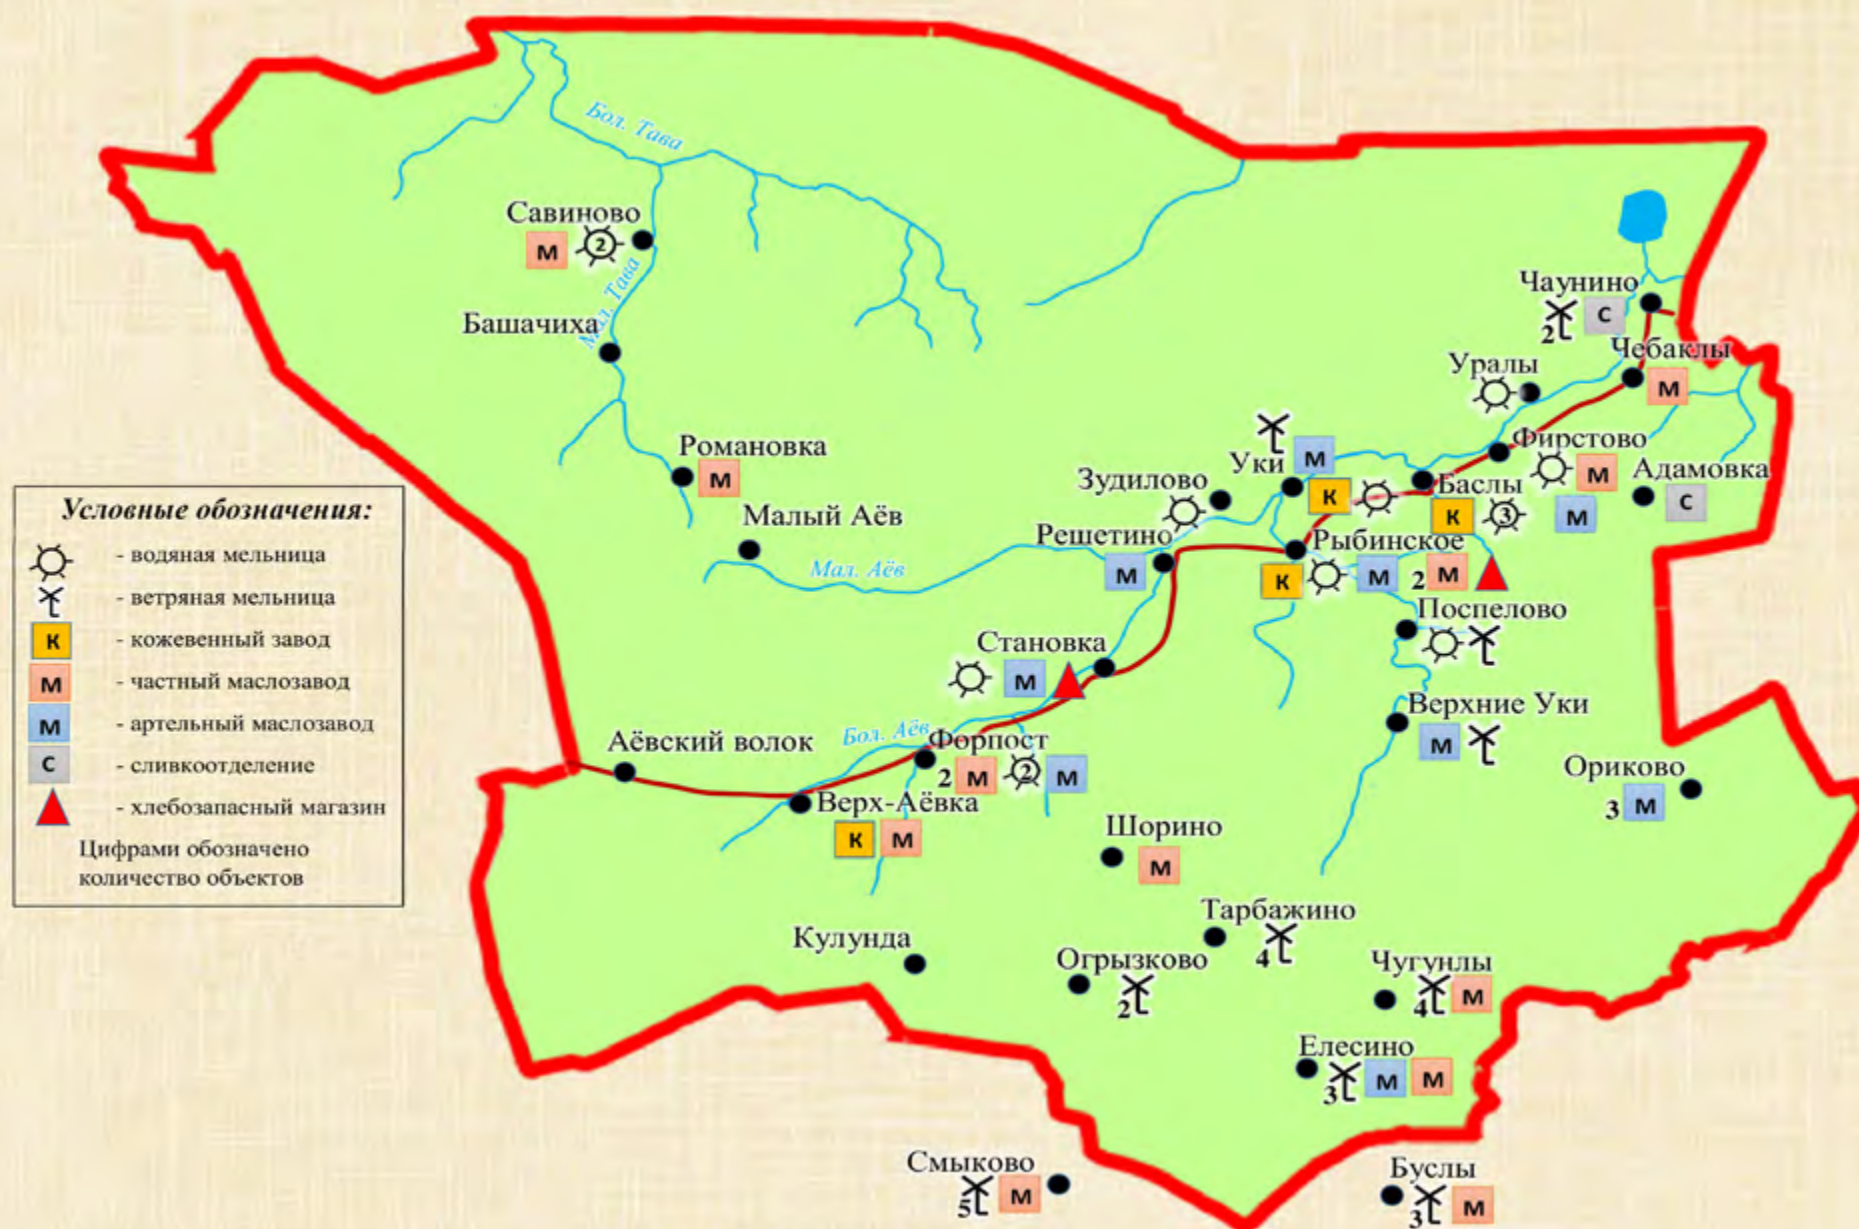 Бол. Тава
Савиново
М
2
Мал. Тава
Башачиха
Чаунино
2
С
Чебаклы
М
Уралы
Романовка
М
Малый Аёв
Мал. Аёв
Зудилово
Уки
М
К
Фирстово
М
М
Баслы
К
3
Адамовка
С
Решетино
М
Рыбинское
К
М
2
М
Поспелово
Становка
М
Верхние Уки
М
Аёвский волок
Бол. Аёв
Форпост
2
М
2
М
Верх-Аёвка
К
М
Ориково
3
М
Шорино
М
Тарбажино
4
Кулунда
Огрызково
2
Чугунлы
4
М
Елесино
3
М
М
Смыково
5
М
Буслы
3
М
Условные обозначения:
- водяная мельница
- ветряная мельница
К - кожевенный завод
М - частный маслозавод
М - артельный маслозавод
С - сливкоотделение
- хлебозапасный магазин
Цифрами обозначено
количество объектов